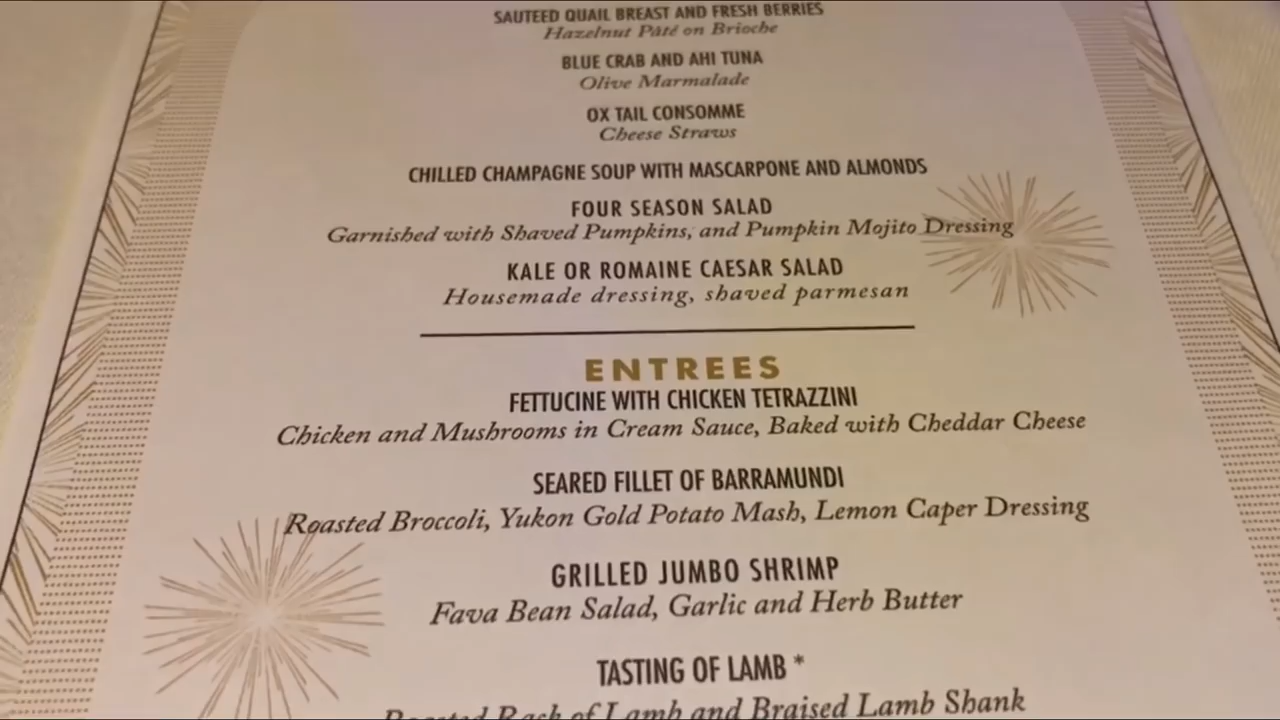 SAUTEED QUAIL BREAST AND FRESH BERRIES
Hazelnut Pâté on Brioche
BLUE CRAB AND AHI TUNA
Olive Marmalade
OX TAIL CONSOMME
Cheese Straws
CHILLED CHAMPAGNE SOUP WITH MASCARPONE AND ALMONDS
FOUR SEASON SALAD
Garnished with Shaved Pumpkins, and Pumpkin Mojito Dressing
KALE OR ROMAINE CAESAR SALAD
Housemade dressing, shaved parmesan
ENTREES
FETTUCINE WITH CHICKEN TETRAZZINI
Chicken and Mushrooms in Cream Sauce, Baked with Cheddar Cheese
SEARED FILLET OF BARRAMUNDI
Roasted Broccoli, Yukon Gold Potato Mash, Lemon Caper Dressing
GRILLED JUMBO SHRIMP
Fava Bean Salad, Garlic and Herb Butter
TASTING OF LAMB *
Roasted Rack of Lamb and Braised Lamb Shank